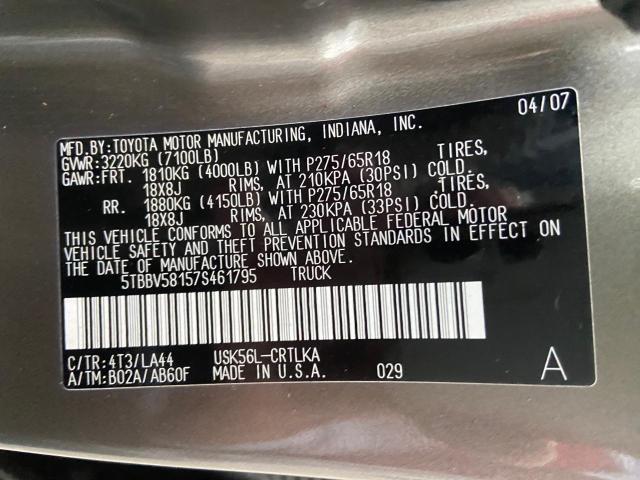 04/07
MFD.BY:TOYOTA MOTOR MANUFACTURING, INDIANA, INC.
GVWR:3220KG (7100LB)
GAWR:FRT. 1810KG (4000LB) WITH P275/65R18 TIRES,
18X8J RIMS, AT 210KPA (30PSI) COLD.
RR. 1880KG (4150LB) WITH P275/65R18 TIRES,
18X8J RIMS, AT 230KPA (33PSI) COLD.
THIS VEHICLE CONFORMS TO ALL APPLICABLE FEDERAL MOTOR
VEHICLE SAFETY AND THEFT PREVENTION STANDARDS IN EFFECT ON
THE DATE OF MANUFACTURE SHOWN ABOVE.
5TBBV58157S461795 TRUCK
C/TR:4T3/LA44 USK56L-CRTLKA
A/TM:B02A/AB60F MADE IN U.S.A. 029 A